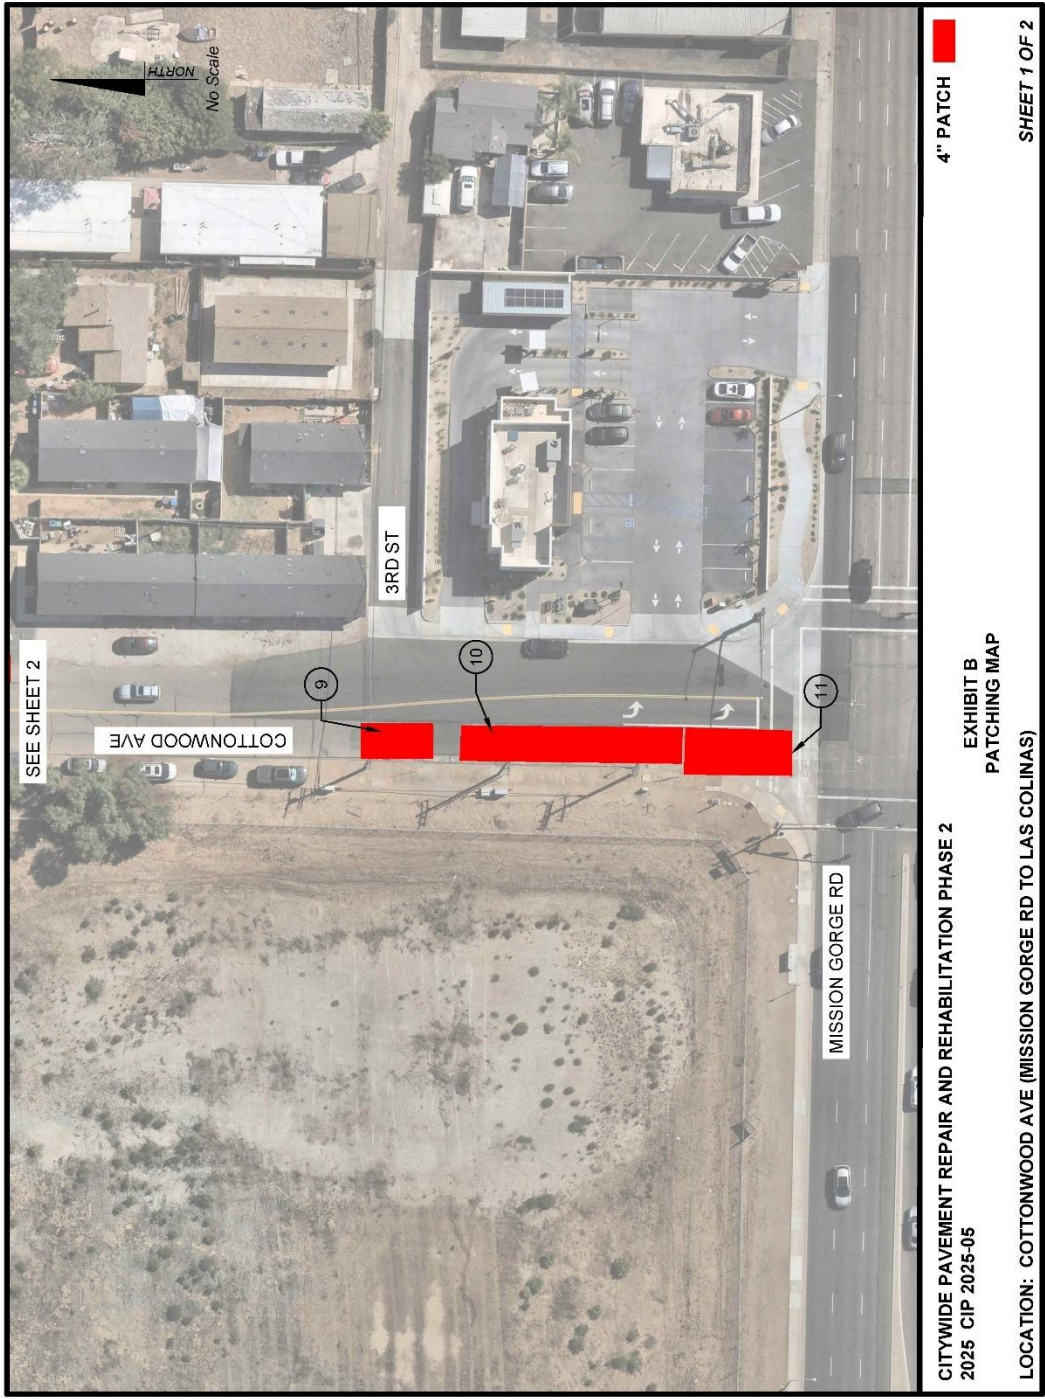 NORTH
No Scale
SEE SHEET 2
COTTONWOOD AVE
3RD ST
9
10
11
MISSION GORGE RD
CITYWIDE PAVEMENT REPAIR AND REHABILITATION PHASE 2
2025 CIP 2025-05
EXHIBIT B
PATCHING MAP
LOCATION: COTTONWOOD AVE (MISSION GORGE RD TO LAS COLINAS)
4" PATCH
SHEET 1 OF 2